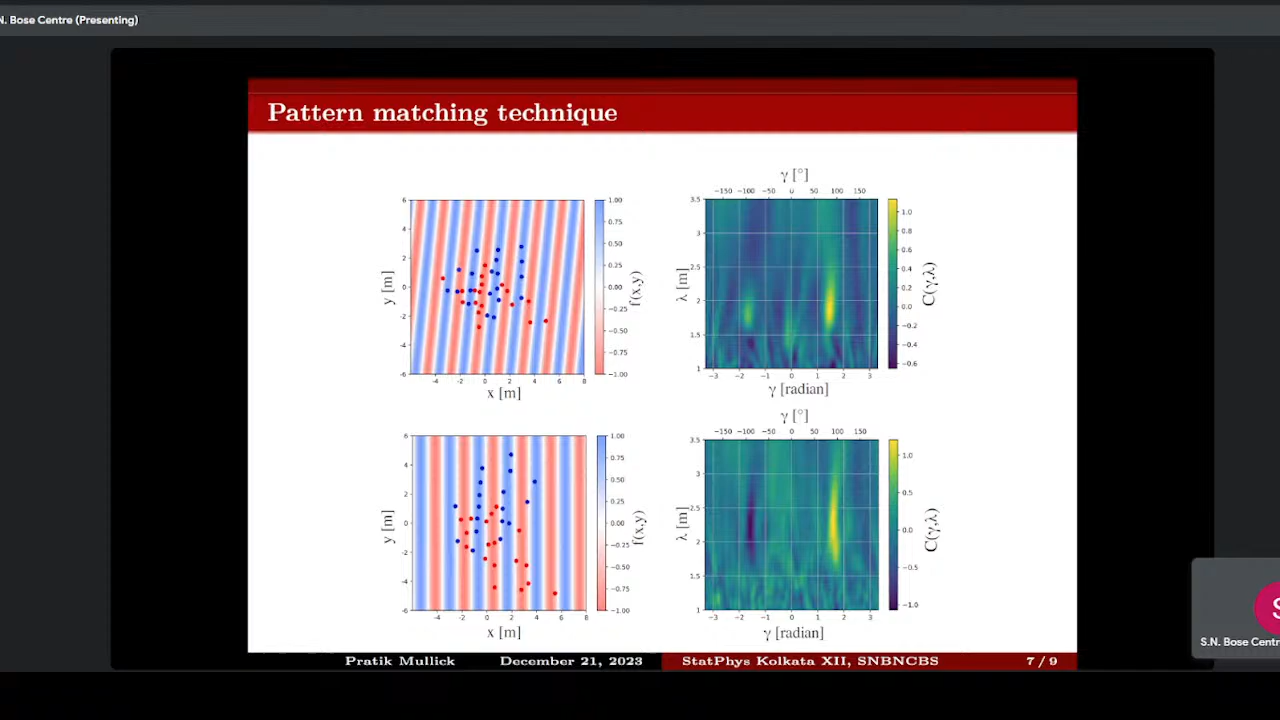 N. Bose Centre (Presenting)
Pattern matching technique
γ [°]
−150 −100 −50 0 50 100 150
6
4
2
0
−2
−4
−6
y [m]
−4 −2 0 2 4 6 8
x [m]
1.00
0.75
0.50
0.25
0.00
−0.25
−0.50
−0.75
−1.00
f(x,y)
3.5
3
2.5
2
1.5
1
λ [m]
−3 −2 −1 0 1 2 3
γ [radian]
1.0
0.8
0.6
0.4
0.2
0.0
−0.2
−0.4
−0.6
C(γ,λ)
γ [°]
−150 −100 −50 0 50 100 150
6
4
2
0
−2
−4
−6
y [m]
−4 −2 0 2 4 6 8
x [m]
1.00
0.75
0.50
0.25
0.00
−0.25
−0.50
−0.75
−1.00
f(x,y)
3.5
3
2.5
2
1.5
1
λ [m]
−3 −2 −1 0 1 2 3
γ [radian]
1.0
0.5
0.0
−0.5
−1.0
C(γ,λ)
S
S.N. Bose Centr
Pratik Mullick December 21, 2023 StatPhys Kolkata XII, SNBNCBS 7 / 9